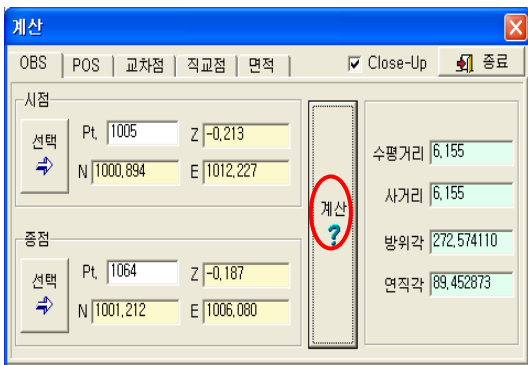 계산
OBS POS 교차점 직교점 면적 Close-Up 종료
시점
선택 Pt. 1005 Z -0,213
N 1000,894 E 1012,227
종점
선택 Pt. 1064 Z -0,187
N 1001,212 E 1006,080
계산
?
수평거리 6,155
사거리 6,155
방위각 272,574110
연직각 89,452873